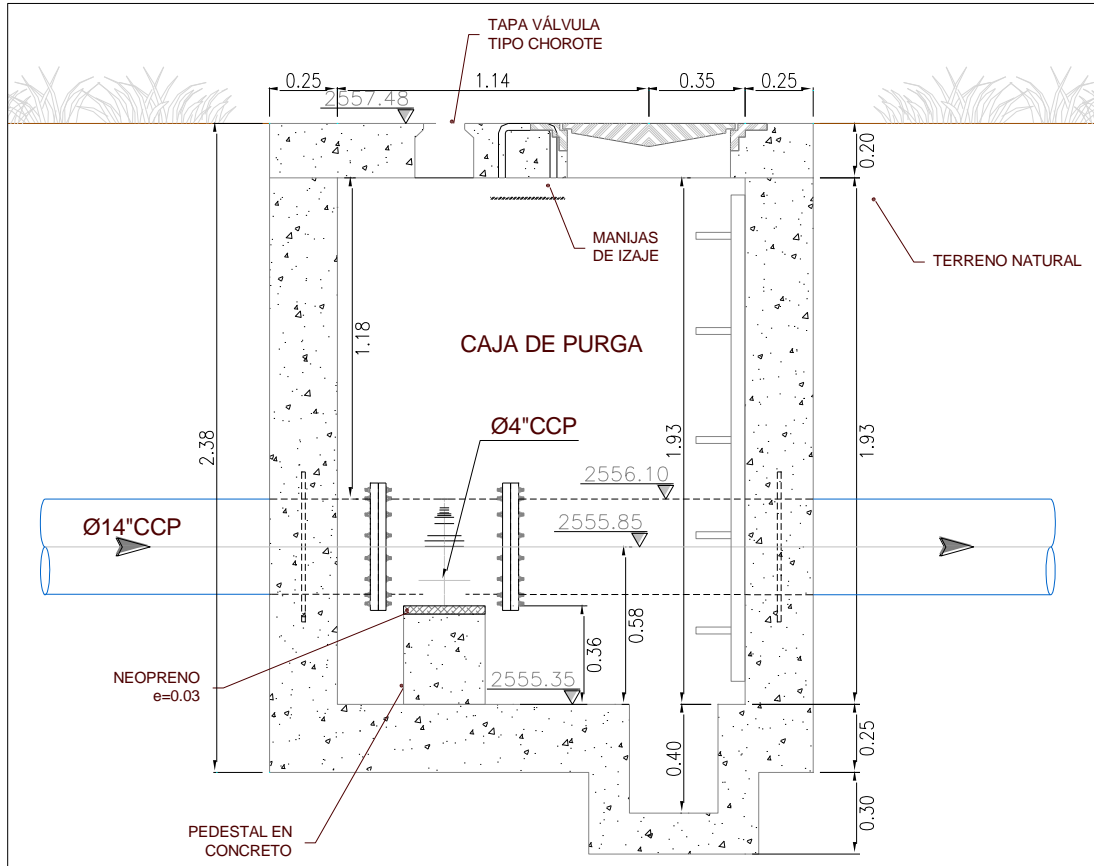 TAPA VÁLVULA
TIPO CHOROTE
0.25
1.14
0.35
0.25
2557.48
0.20
MANIJAS
DE IZAJE
TERRENO NATURAL
1.18
CAJA DE PURGA
2.38
Ø4"CCP
1.93
1.93
2556.10
Ø14"CCP
2555.85
0.58
0.36
NEOPRENO
e=0.03
2555.35
0.40
0.25
0.30
PEDESTAL EN
CONCRETO